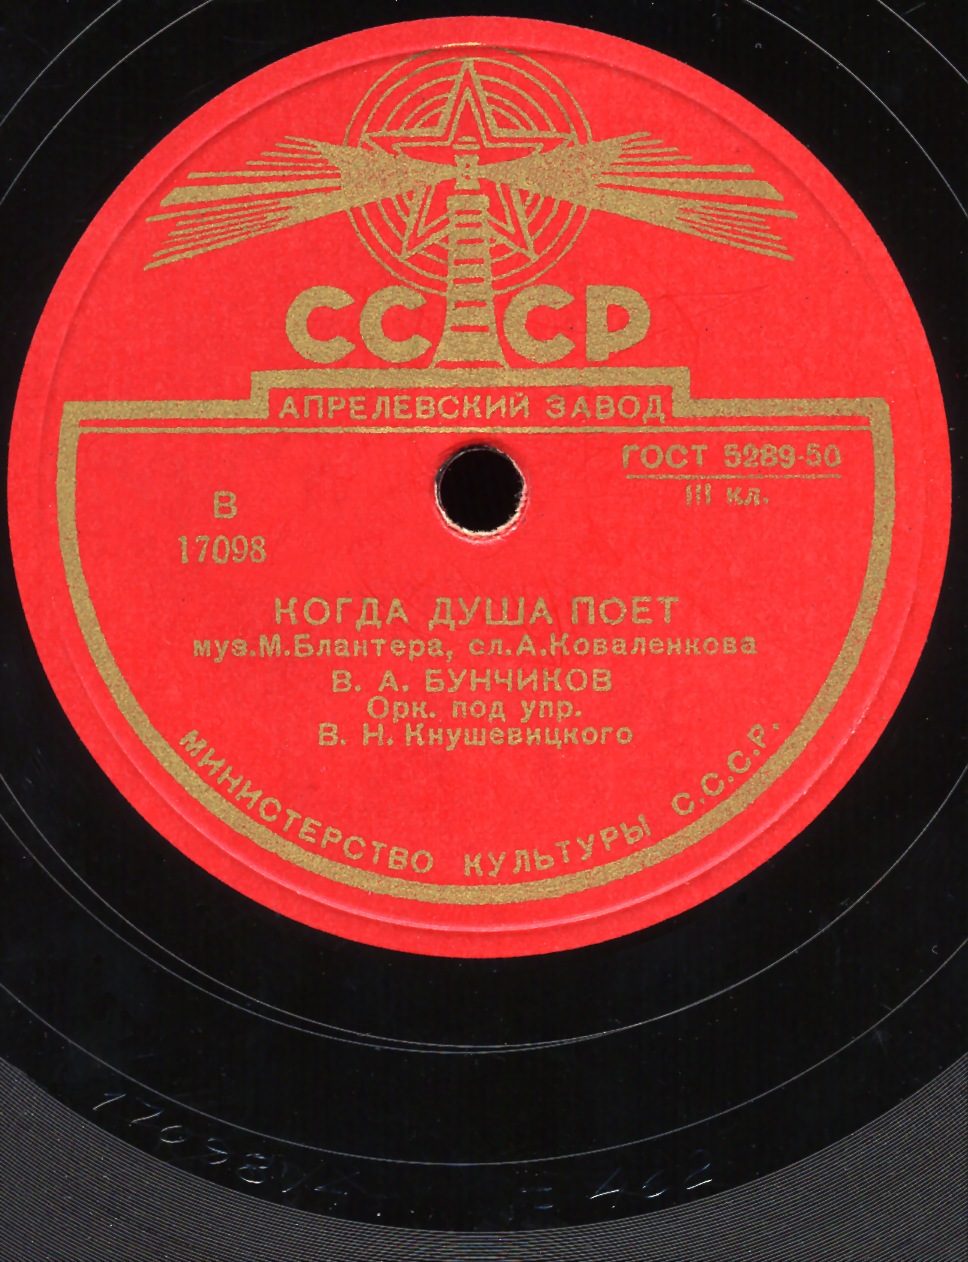 СССР
АПРЕЛЕВСКИЙ ЗАВОД
ГОСТ 5289-50
III кл.
В
17098
КОГДА ДУША ПОЕТ
муз.М.Блантера, сл.А.Коваленкова
В. А. БУНЧИКОВ
Орк. под упр.
В. Н. Кнушевицкого
МИНИСТЕРСТВО КУЛЬТУРЫ С.С.С.Р.
17098